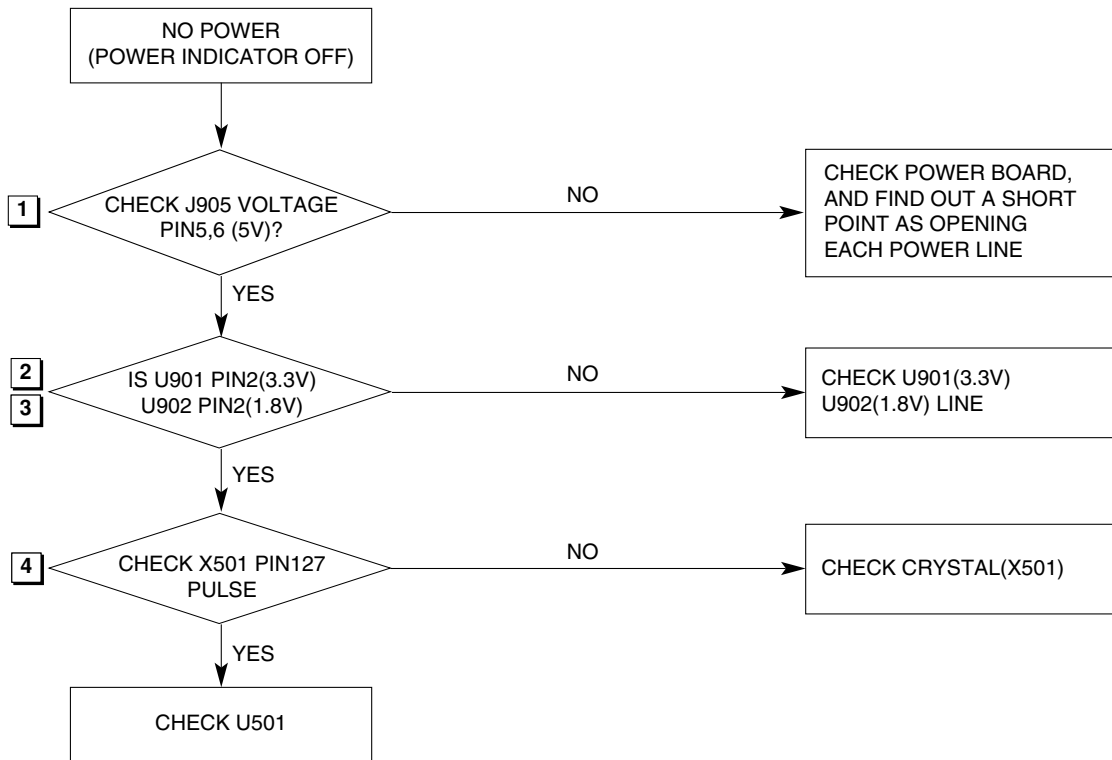 NO POWER
(POWER INDICATOR OFF)
1
CHECK J905 VOLTAGE
PIN5,6 (5V)?
NO
CHECK POWER BOARD,
AND FIND OUT A SHORT
POINT AS OPENING
EACH POWER LINE
YES
2
3
IS U901 PIN2(3.3V)
U902 PIN2(1.8V)
NO
CHECK U901(3.3V)
U902(1.8V) LINE
YES
4
CHECK X501 PIN127
PULSE
NO
CHECK CRYSTAL(X501)
YES
CHECK U501